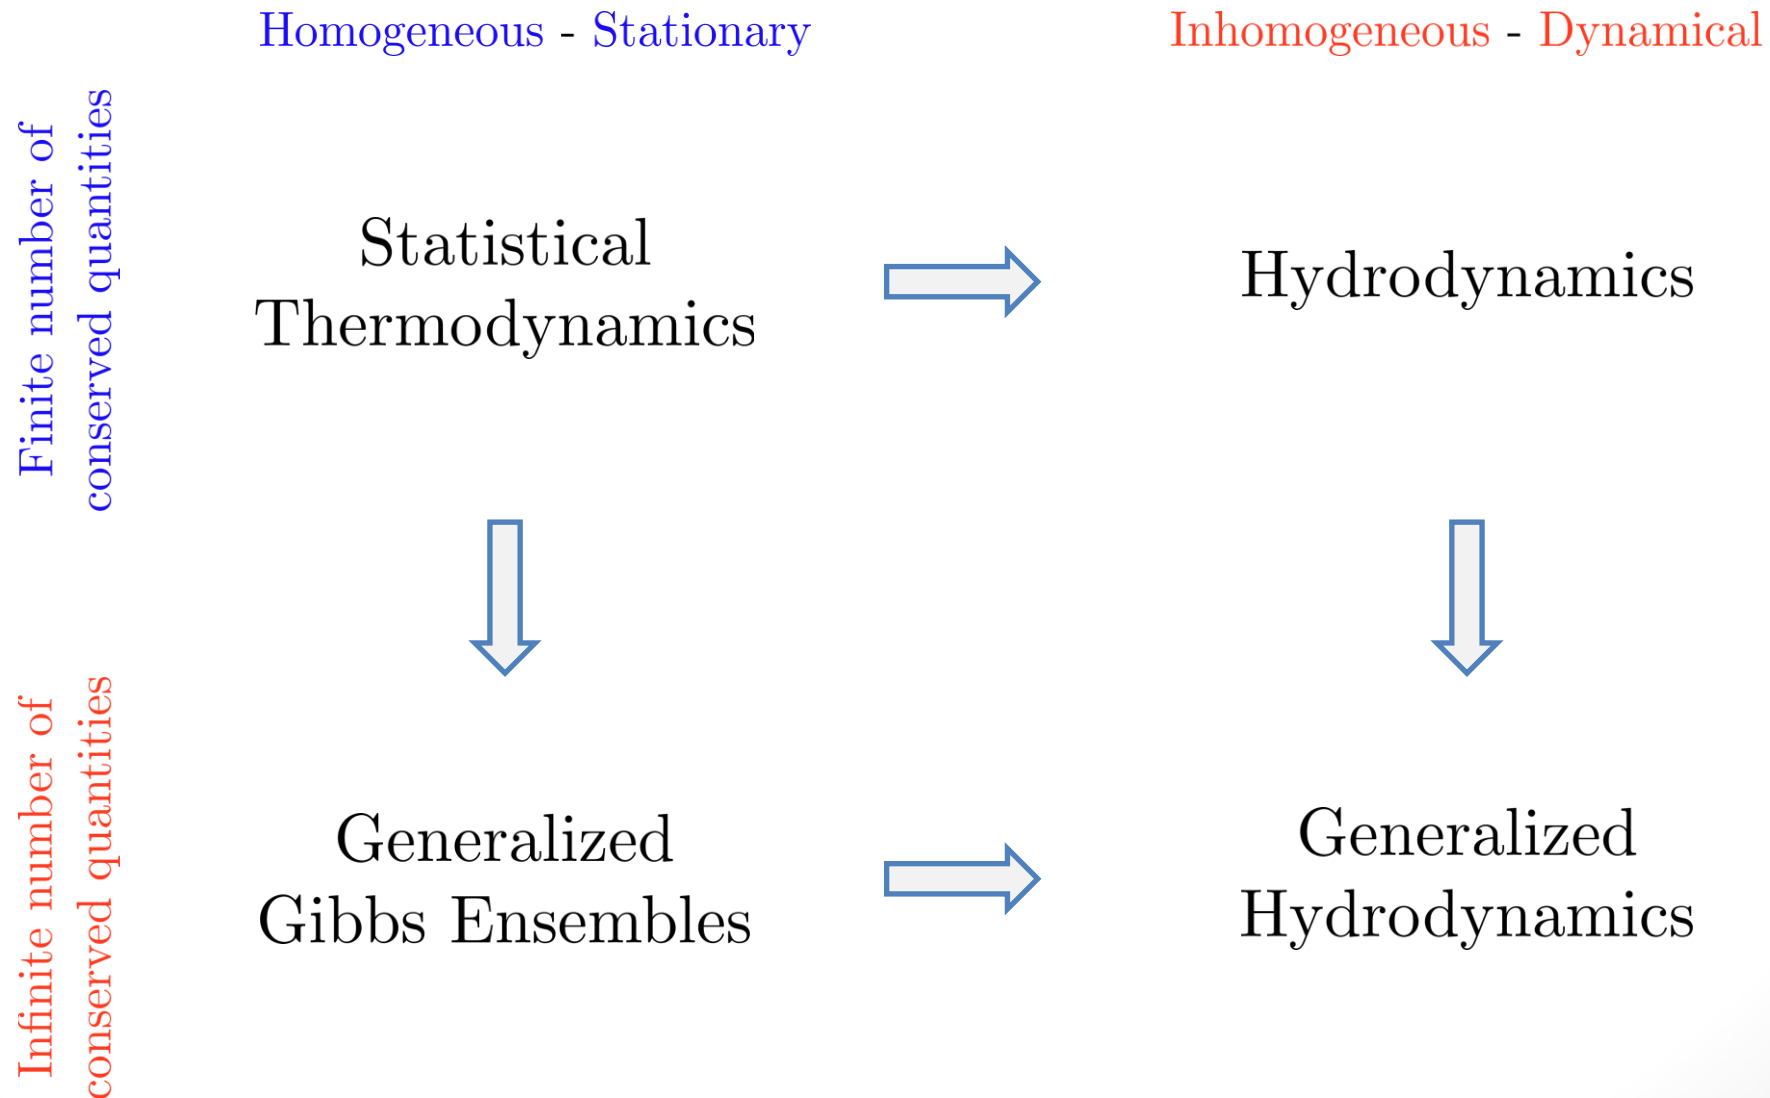 Homogeneous - Stationary
Inhomogeneous - Dynamical
Finite number of
conserved quantities
Statistical
Thermodynamics
Hydrodynamics
Infinite number of
conserved quantities
Generalized
Gibbs Ensembles
Generalized
Hydrodynamics